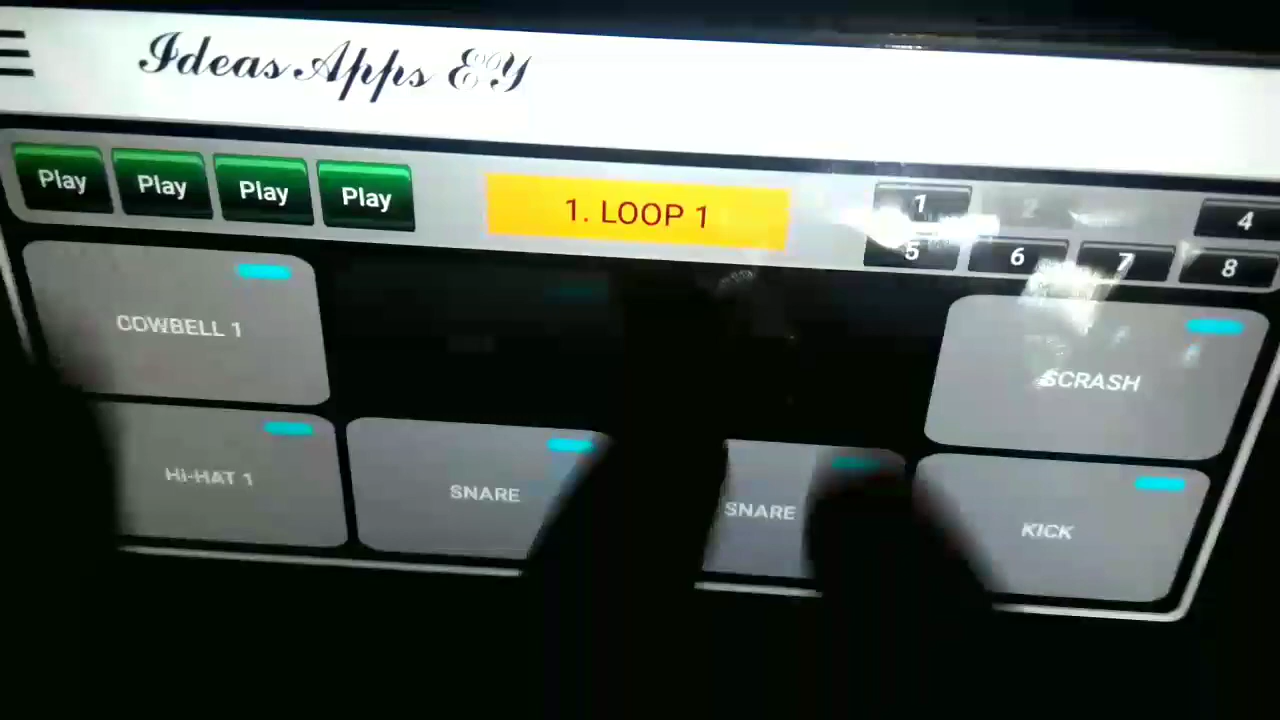 Ideas Apps EY
Play Play Play Play
1. LOOP 1
1 2 4
5 6 7 8
COWBELL 1
SCRASH
Hi-HAT 1
SNARE
SNARE
KICK